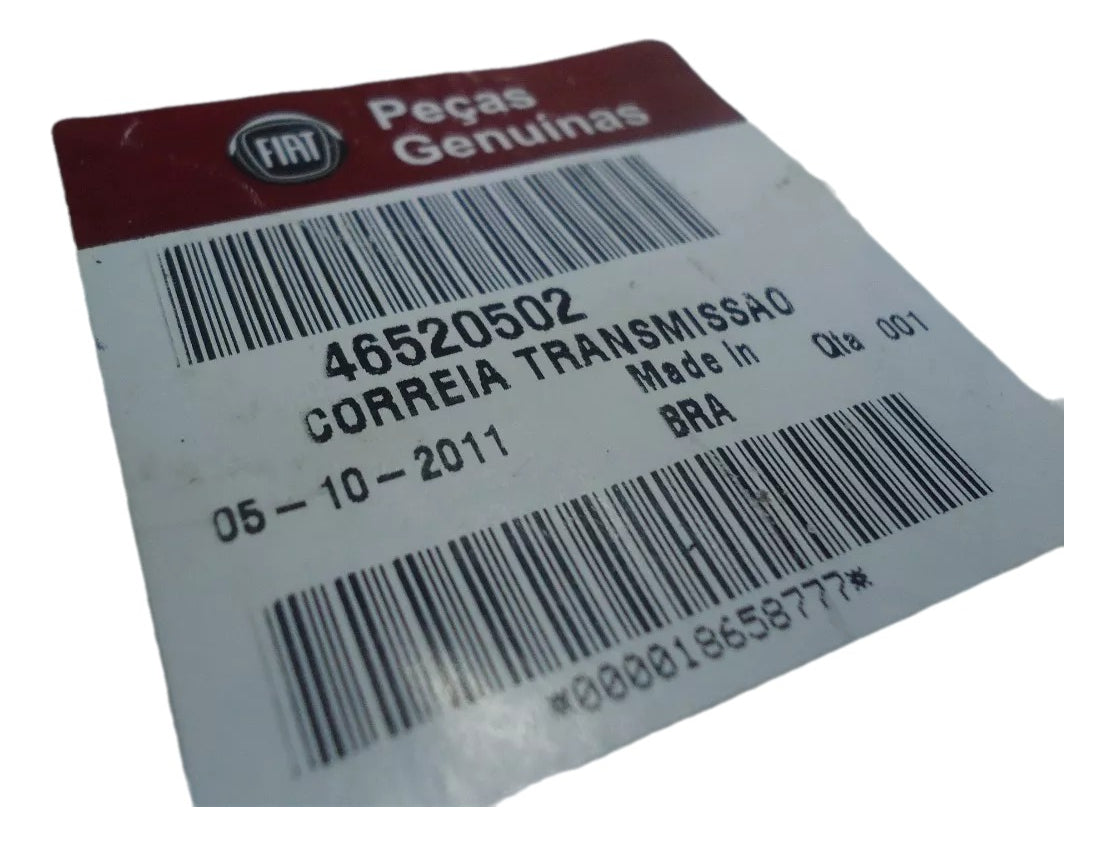 FIAT
Peças
Genuínas
46520502
CORREIA TRANSMISSAO
Made In
Qta 001
05-10-2011
BRA
*000018658777*